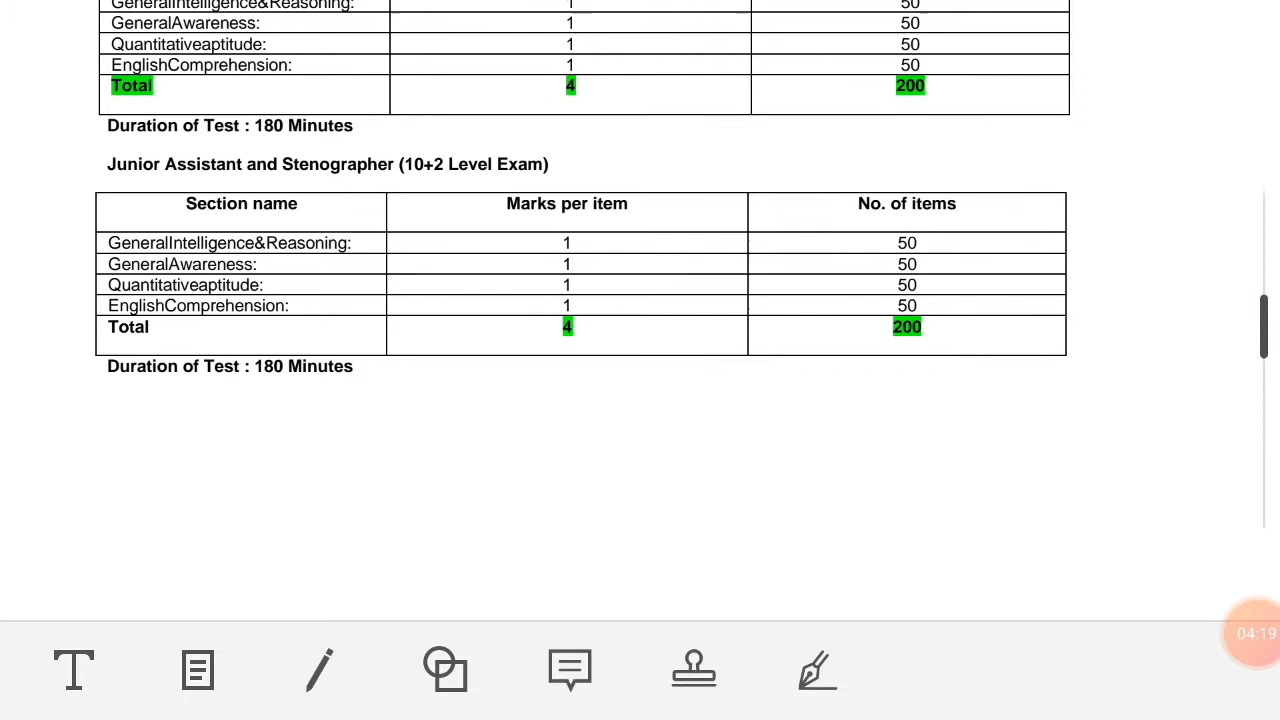 GeneralIntelligence&Reasoning: 1 50
GeneralAwareness: 1 50
Quantitativeaptitude: 1 50
EnglishComprehension: 1 50
Total 4 200
Duration of Test : 180 Minutes
Junior Assistant and Stenographer (10+2 Level Exam)
Section name Marks per item No. of items
GeneralIntelligence&Reasoning: 1 50
GeneralAwareness: 1 50
Quantitativeaptitude: 1 50
EnglishComprehension: 1 50
Total 4 200
Duration of Test : 180 Minutes
04:19